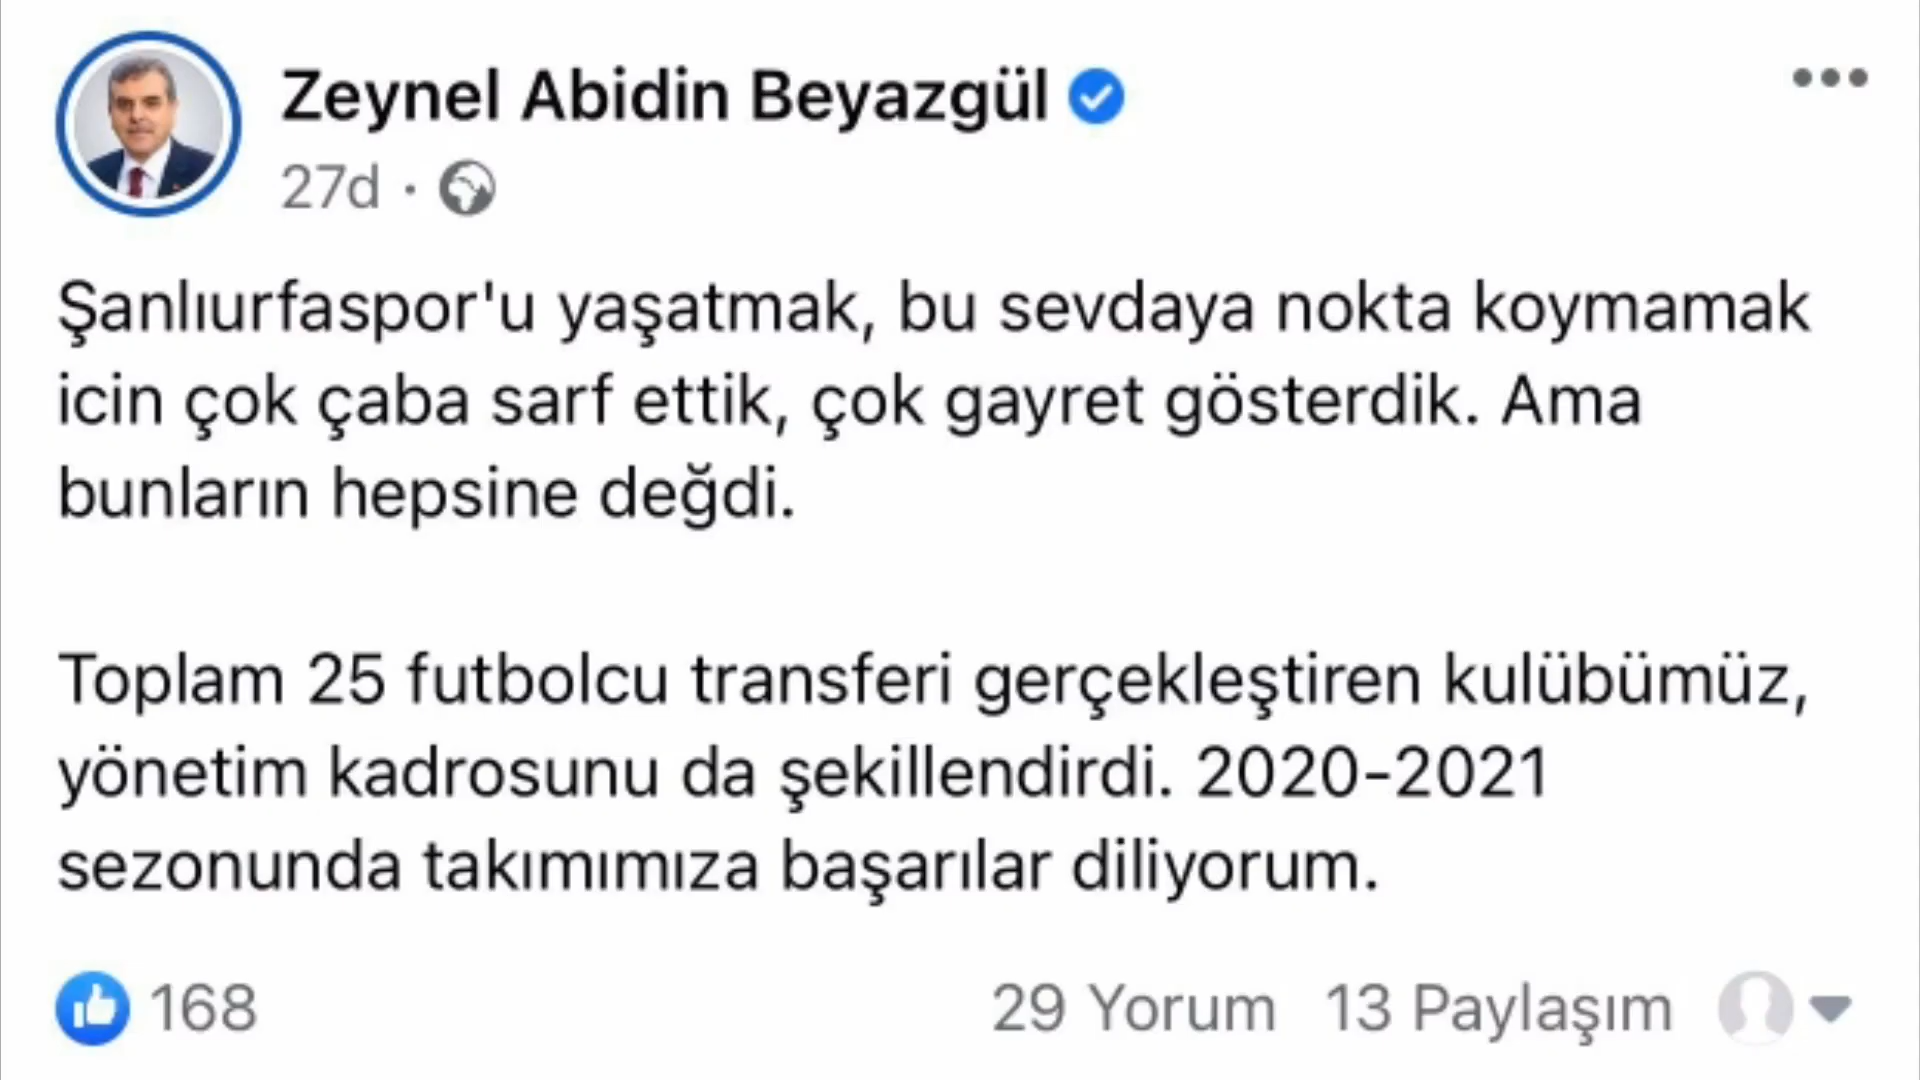 Zeynel Abidin Beyazgül
27d ·
Şanlıurfaspor'u yaşatmak, bu sevdaya nokta koymamak
icin çok çaba sarf ettik, çok gayret gösterdik. Ama
bunların hepsine değdi.
Toplam 25 futbolcu transferi gerçekleştiren kulübümüz,
yönetim kadrosunu da şekillendirdi. 2020-2021
sezonunda takımımıza başarılar diliyorum.
168 29 Yorum 13 Paylaşım